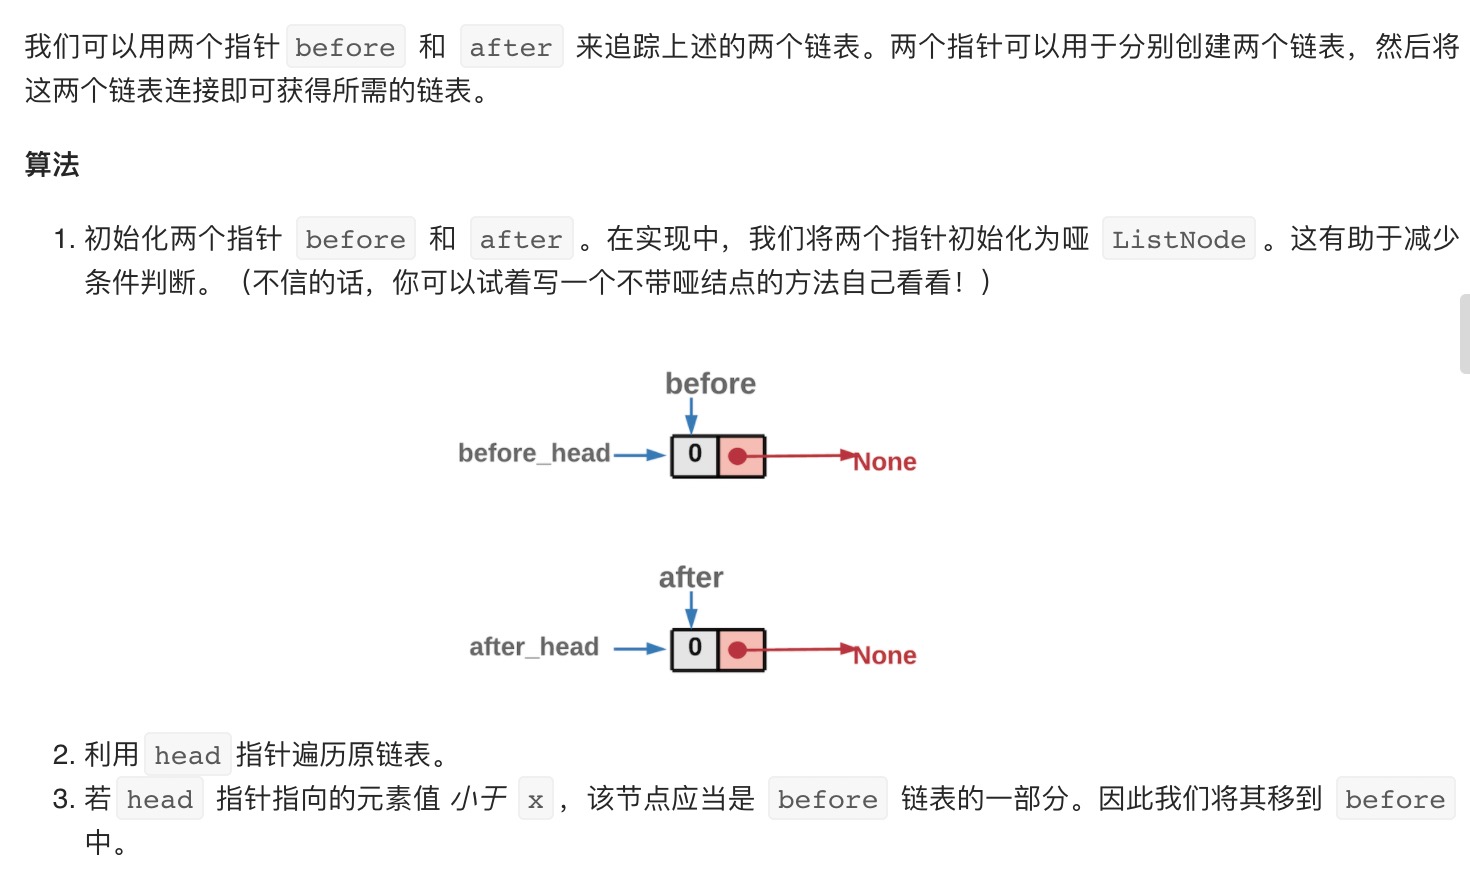 我们可以用两个指针 before 和 after 来追踪上述的两个链表。两个指针可以用于分别创建两个链表，然后将
这两个链表连接即可获得所需的链表。
算法
1. 初始化两个指针 before 和 after 。在实现中，我们将两个指针初始化为哑 ListNode 。这有助于减少
条件判断。（不信的话，你可以试着写一个不带哑结点的方法自己看看！）
before
before_head 0 None
after
after_head 0 None
2. 利用 head 指针遍历原链表。
3. 若 head 指针指向的元素值 小于 x ，该节点应当是 before 链表的一部分。因此我们将其移到 before
中。